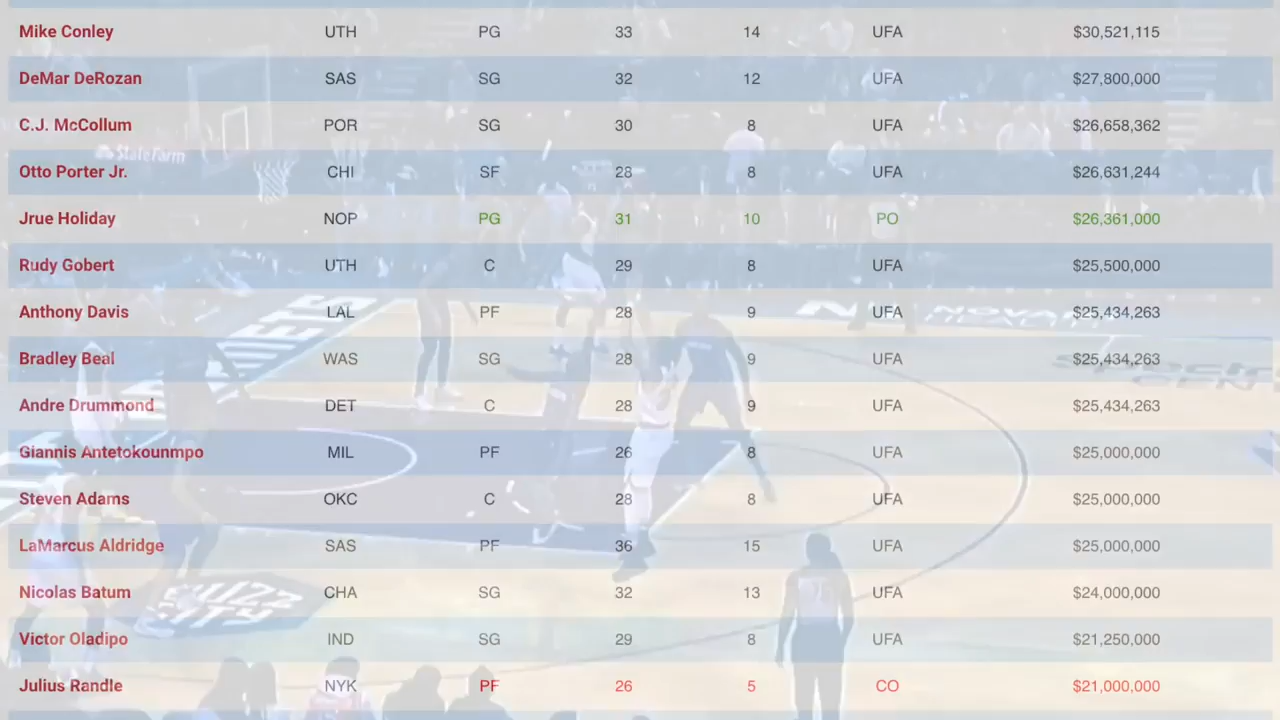 Mike Conley UTH PG 33 14 UFA $30,521,115
DeMar DeRozan SAS SG 32 12 UFA $27,800,000
C.J. McCollum POR SG 30 8 UFA $26,658,362
StateFarm
Otto Porter Jr. CHI SF 28 8 UFA $26,631,244
Jrue Holiday NOP PG 31 10 PO $26,361,000
Rudy Gobert UTH C 29 8 UFA $25,500,000
Anthony Davis LAL PF 28 9 UFA $25,434,263
Bradley Beal WAS SG 28 9 UFA $25,434,263
Andre Drummond DET C 28 9 UFA $25,434,263
Giannis Antetokounmpo MIL PF 26 8 UFA $25,000,000
Steven Adams OKC C 28 8 UFA $25,000,000
LaMarcus Aldridge SAS PF 36 15 UFA $25,000,000
Nicolas Batum CHA SG 32 13 UFA $24,000,000
BUZZ
CITY
Victor Oladipo IND SG 29 8 UFA $21,250,000
Julius Randle NYK PF 26 5 CO $21,000,000